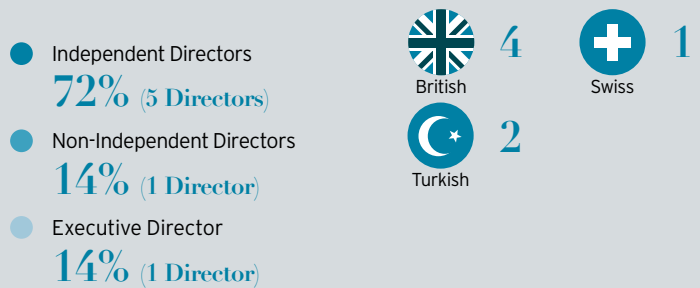 Independent Directors
72% (5 Directors)
Non-Independent Directors
14% (1 Director)
Executive Director
14% (1 Director)
4
British
1
Swiss
2
Turkish